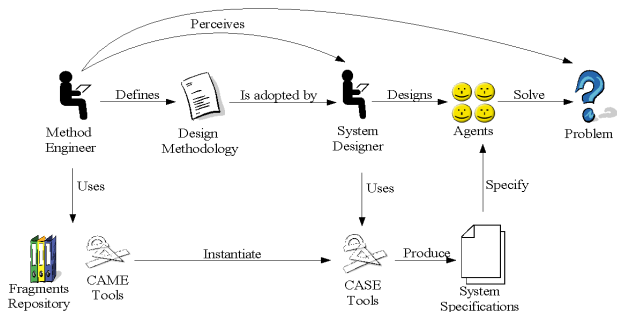 Perceives
Defines
Is adopted by
Designs
Solve
Method
Engineer
Design
Methodology
System
Designer
Agents
Problem
Uses
Uses
Specify
Fragments
Repository
CAME
Tools
Instantiate
CASE
Tools
Produce
System
Specifications